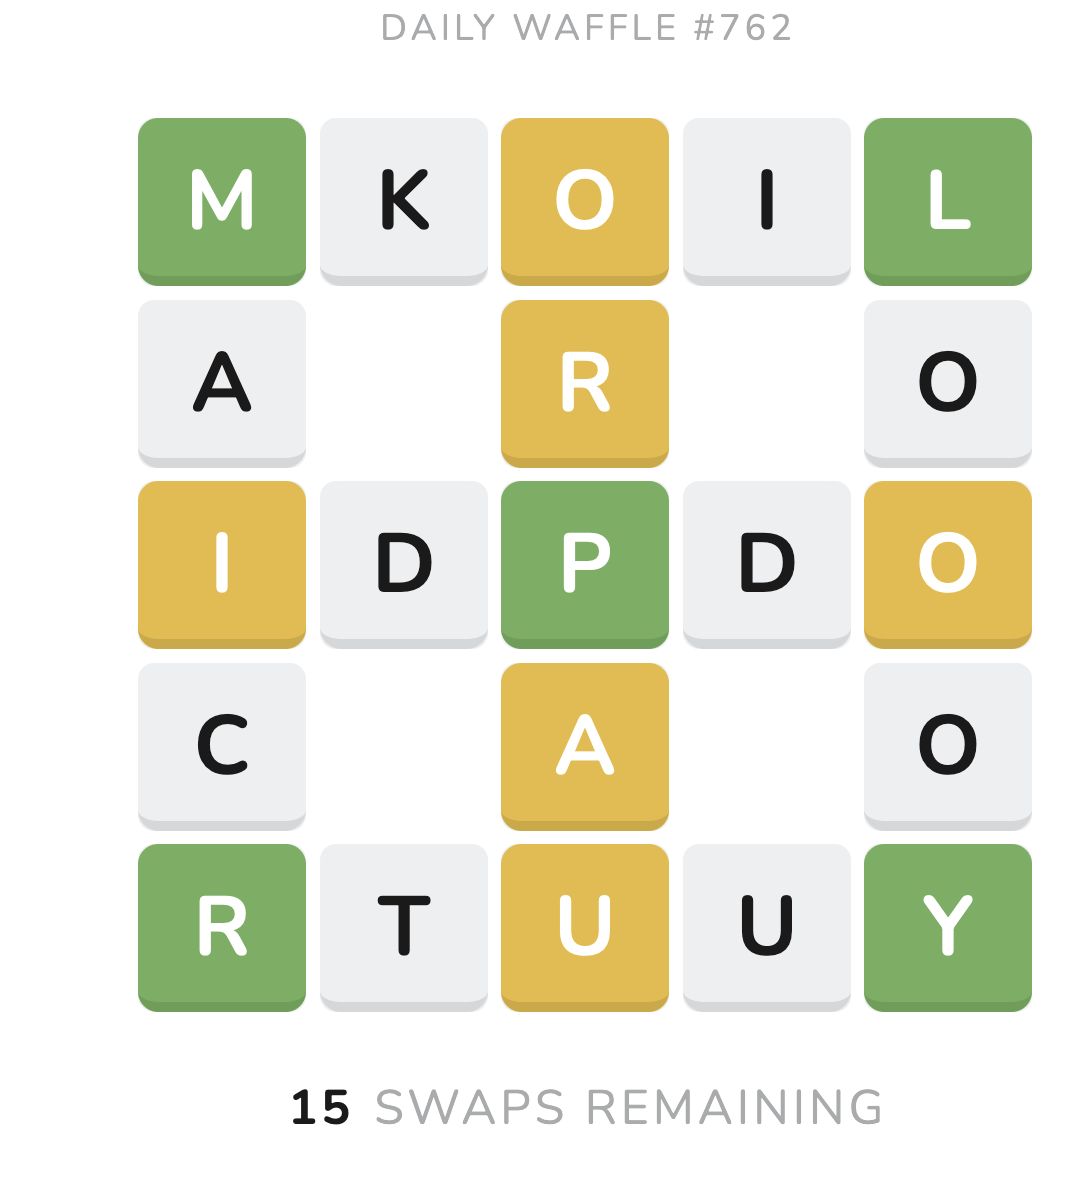 DAILY WAFFLE #762
M K O I L
A R O
I D P D O
C A O
R T U U Y
15 SWAPS REMAINING